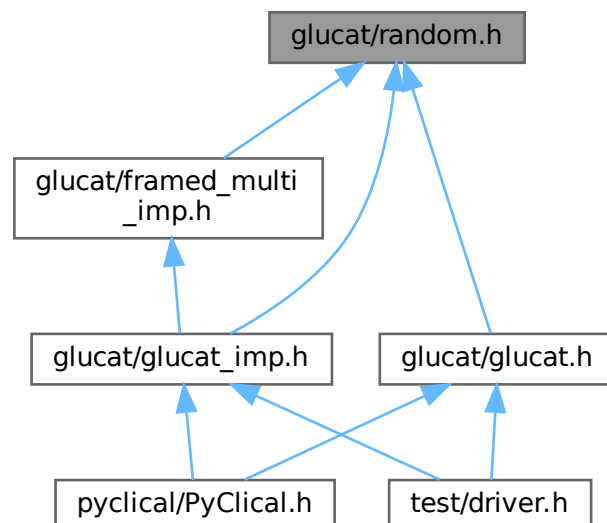 glucat/random.h
glucat/framed_multi
_imp.h
glucat/glucat_imp.h
glucat/glucat.h
pyclical/PyClical.h
test/driver.h